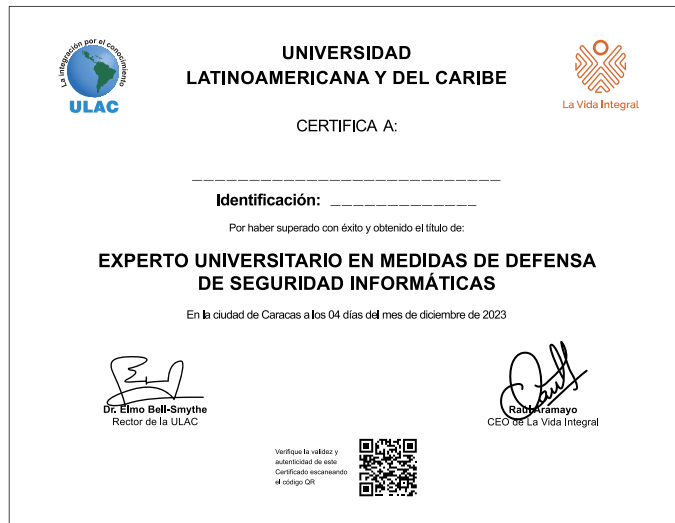 La integración por el conocimiento
ULAC
UNIVERSIDAD
LATINOAMERICANA Y DEL CARIBE
La Vida Integral
CERTIFICA A:
____________________________
Identificación: _____________
Por haber superado con éxito y obtenido el título de:
EXPERTO UNIVERSITARIO EN MEDIDAS DE DEFENSA
DE SEGURIDAD INFORMÁTICAS
En la ciudad de Caracas a los 04 días del mes de diciembre de 2023
Dr. Elmo Bell-Smythe
Rector de la ULAC
Raúl Aramayo
CEO de La Vida Integral
Verifique la validez y
autenticidad de este
Certificado escaneando
el código QR